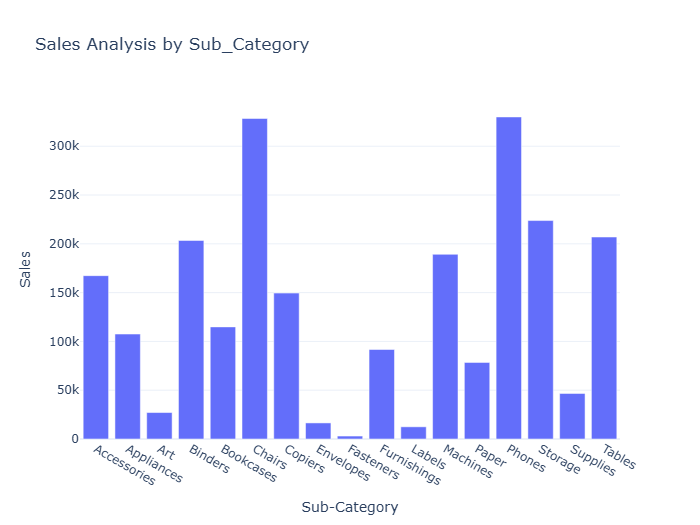 Sales Analysis by Sub_Category
Sales
300k
250k
200k
150k
100k
50k
0
Accessories
Appliances
Art
Binders
Bookcases
Chairs
Copiers
Envelopes
Fasteners
Furnishings
Labels
Machines
Paper
Phones
Storage
Supplies
Tables
Sub-Category